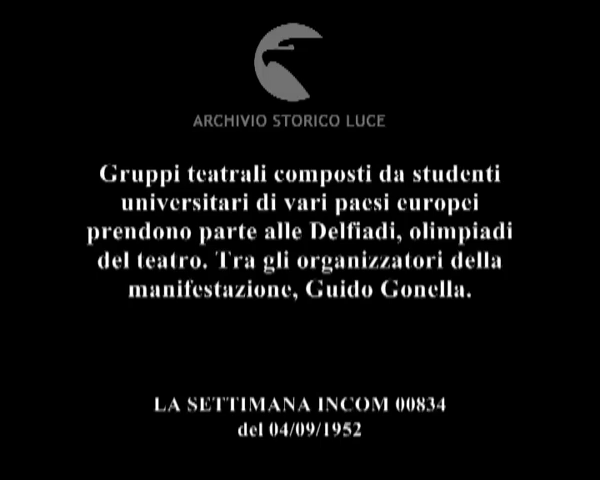 ARCHIVIO STORICO LUCE
Gruppi teatrali composti da studenti
universitari di vari paesi europei
prendono parte alle Delfiadi, olimpiadi
del teatro. Tra gli organizzatori della
manifestazione, Guido Gonella.
LA SETTIMANA INCOM 00834
del 04/09/1952